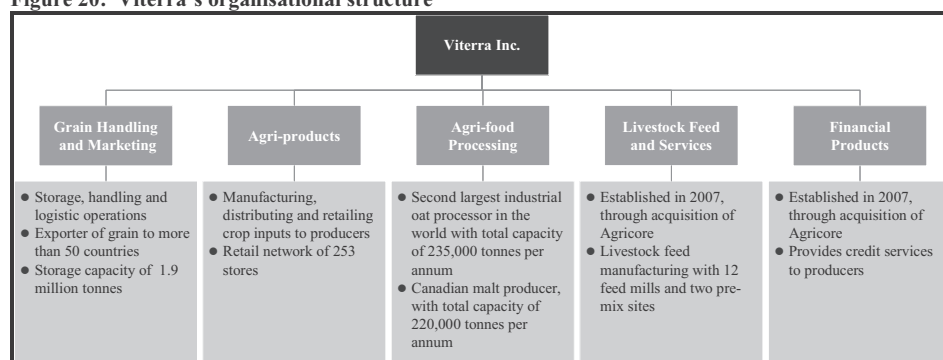 Figure 20: Viterra's organisational structure
Viterra Inc.
Grain Handling
and Marketing
Agri-products
Agri-food
Processing
Livestock Feed
and Services
Financial
Products
● Storage, handling and
logistic operations
● Exporter of grain to more
than 50 countries
● Storage capacity of 1.9
million tonnes
● Manufacturing,
distributing and retailing
crop inputs to producers
● Retail network of 253
stores
● Second largest industrial
oat processor in the
world with total capacity
of 235,000 tonnes per
annum
● Canadian malt producer,
with total capacity of
220,000 tonnes per
annum
● Established in 2007,
through acquisition of
Agricore
● Livestock feed
manufacturing with 12
feed mills and two pre-
mix sites
● Established in 2007,
through acquisition of
Agricore
● Provides credit services
to producers